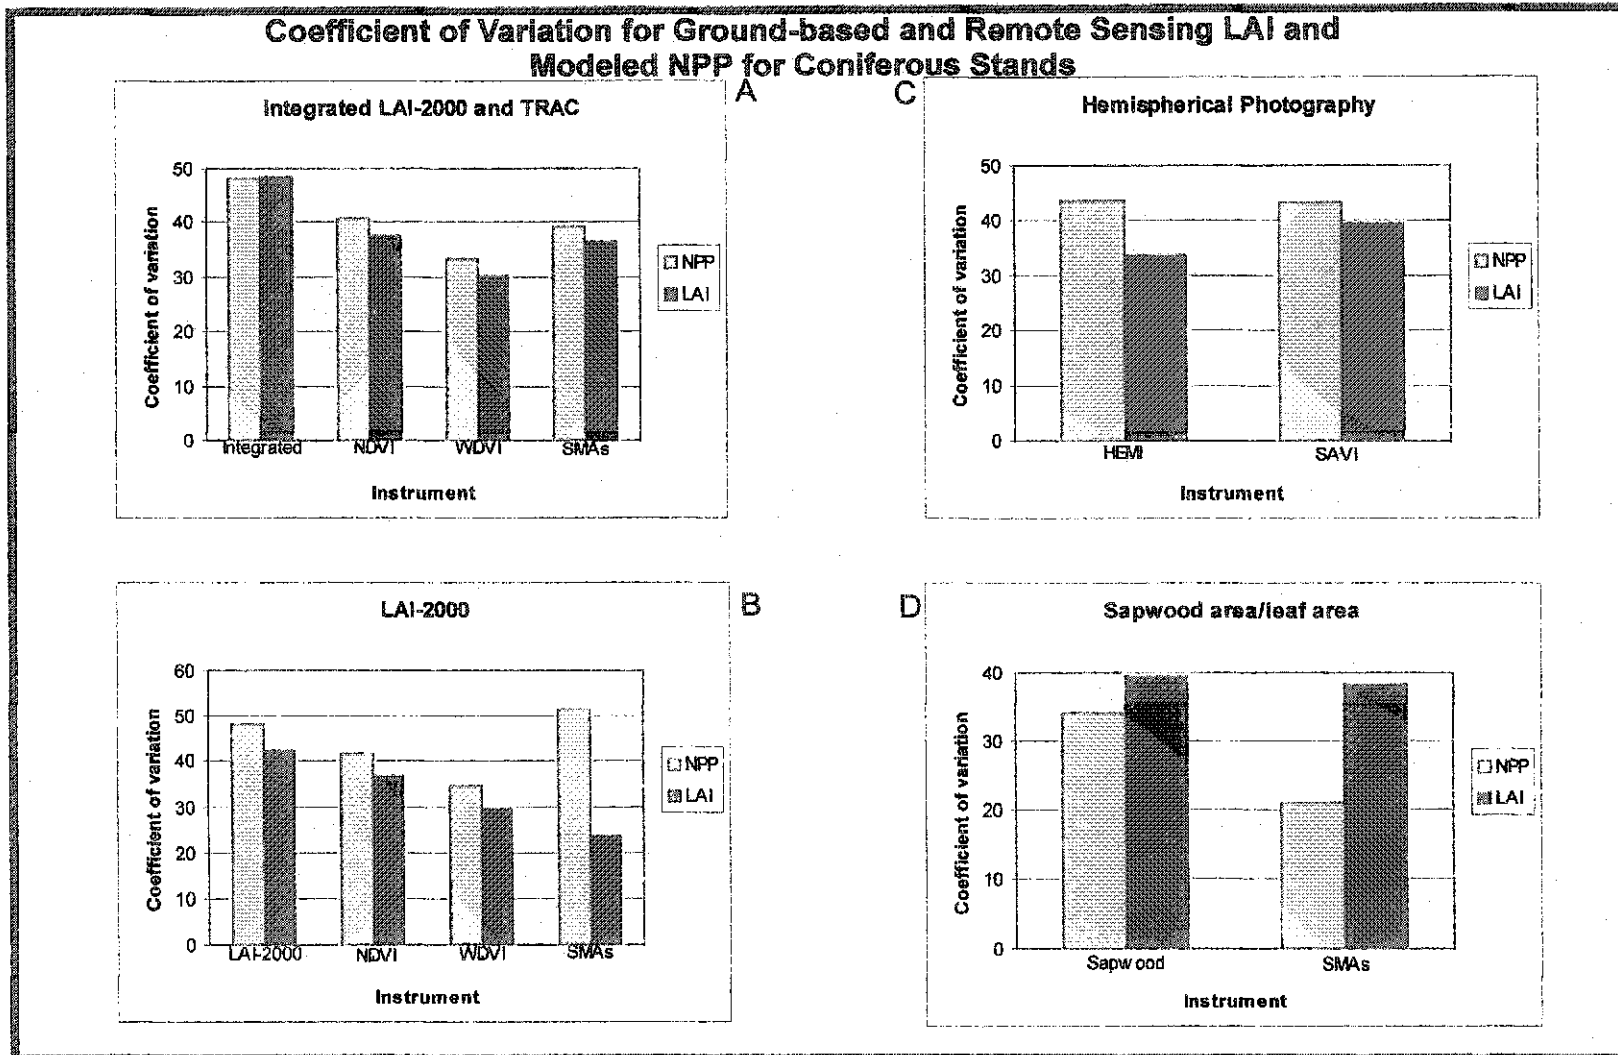 Coefficient of Variation for Ground-based and Remote Sensing LAI and
Modeled NPP for Coniferous Stands
A
Integrated LAI-2000 and TRAC
Coefficient of variation
50
40
30
20
10
0
Integrated NDVI WDVI SMAs
Instrument
NPP
LAI
C
Hemispherical Photography
Coefficient of variation
50
40
30
20
10
0
HEMI SAVI
Instrument
NPP
LAI
B
LAI-2000
Coefficient of variation
60
50
40
30
20
10
0
LAI-2000 NDVI WDVI SMAs
Instrument
NPP
LAI
D
Sapwood area/leaf area
Coefficient of variation
40
30
20
10
0
Sapwood SMAs
Instrument
NPP
LAI